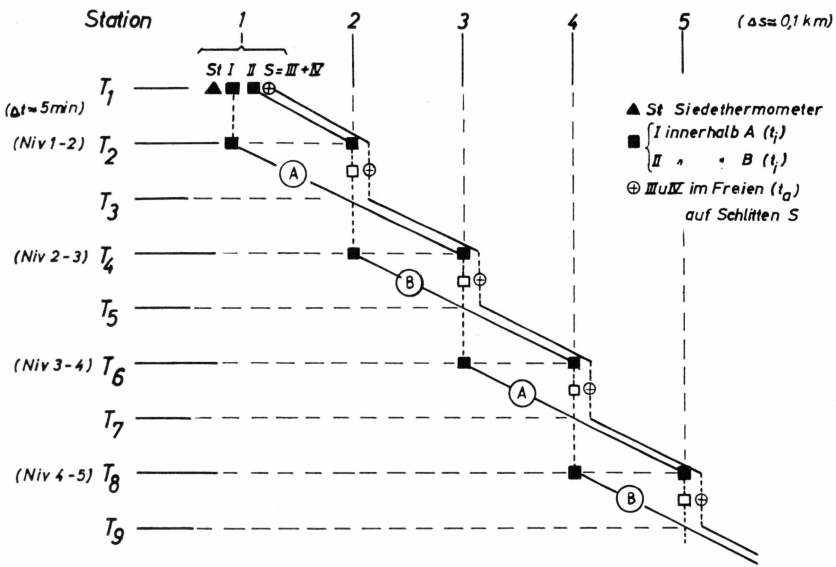 Station 1 2 3 4 5 (Δs≈0,1 km)
St I II S=III+IV
T1
(Δt≈5min)
▲ St Siedethermometer
(Niv 1-2) T2
■ { I innerhalb A (ti)
II " " B (ti)
A
⊕ III u IV im Freien (ta)
T3
auf Schlitten S
(Niv 2-3) T4
B
T5
(Niv 3-4) T6
A
T7
(Niv 4-5) T8
B
T9